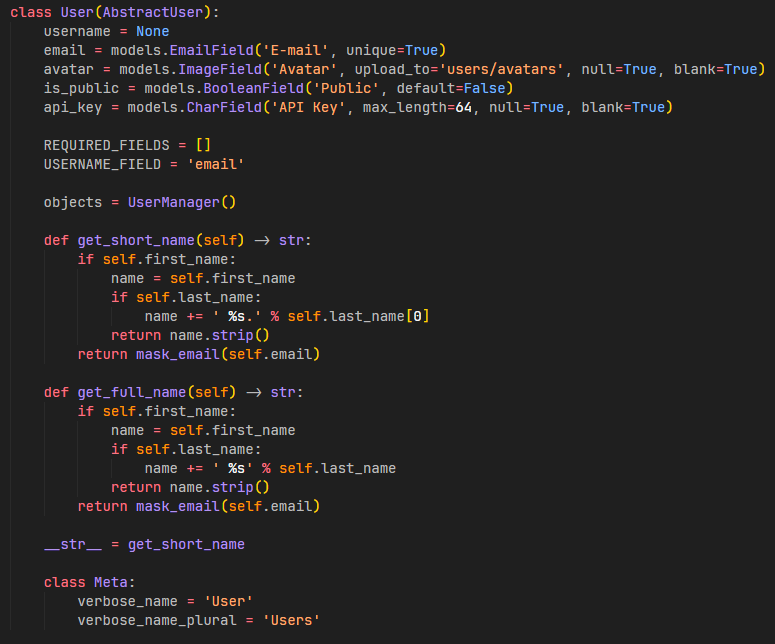 class User(AbstractUser):
    username = None
    email = models.EmailField('E-mail', unique=True)
    avatar = models.ImageField('Avatar', upload_to='users/avatars', null=True, blank=True)
    is_public = models.BooleanField('Public', default=False)
    api_key = models.CharField('API Key', max_length=64, null=True, blank=True)

    REQUIRED_FIELDS = []
    USERNAME_FIELD = 'email'

    objects = UserManager()

    def get_short_name(self) -> str:
        if self.first_name:
            name = self.first_name
            if self.last_name:
                name += ' %s.' % self.last_name[0]
            return name.strip()
        return mask_email(self.email)

    def get_full_name(self) -> str:
        if self.first_name:
            name = self.first_name
            if self.last_name:
                name += ' %s' % self.last_name
            return name.strip()
        return mask_email(self.email)

    __str__ = get_short_name

    class Meta:
        verbose_name = 'User'
        verbose_name_plural = 'Users'